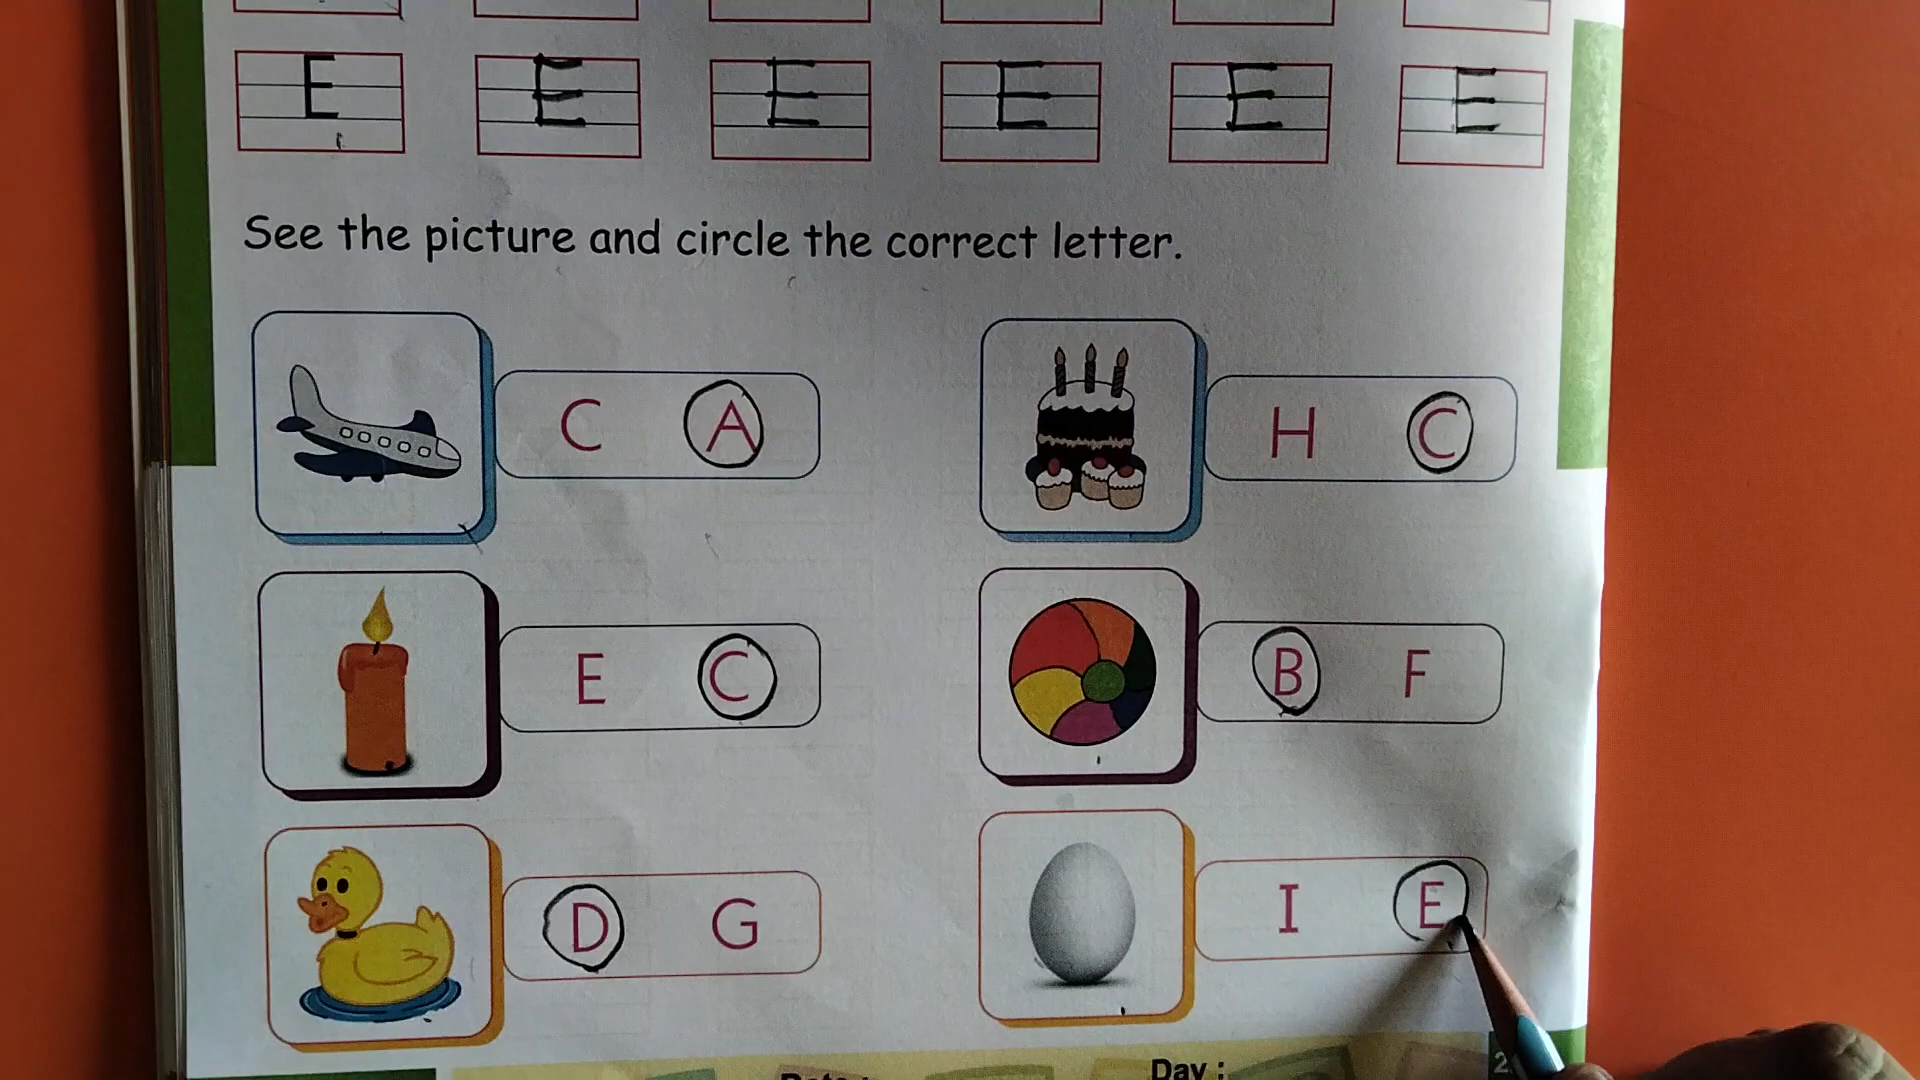 E E E E E E
See the picture and circle the correct letter.
C A H C
E C B F
D G I E
Day :